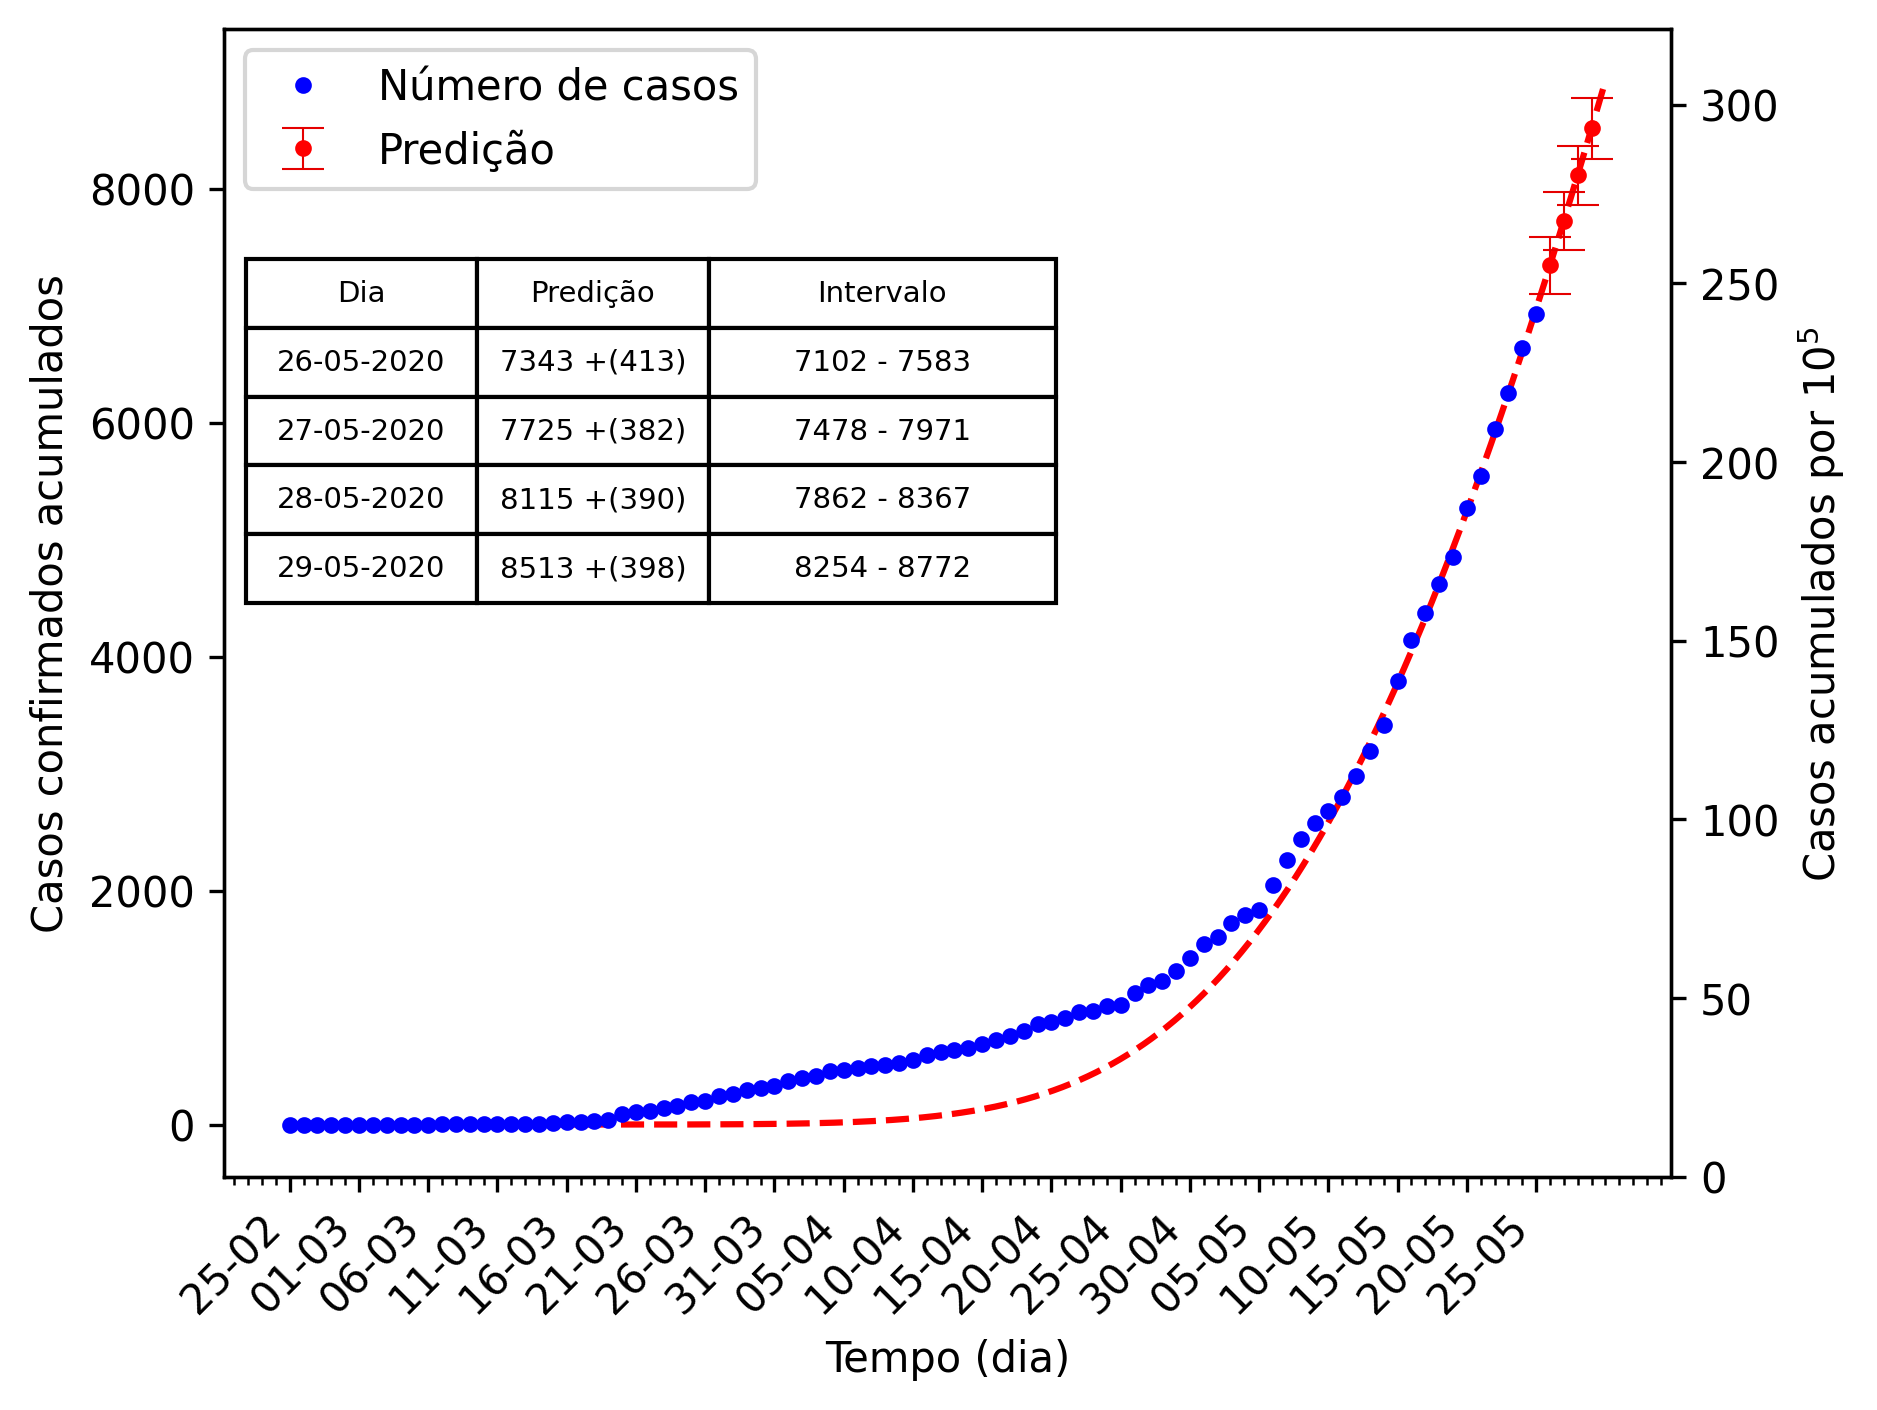 Número de casos
Predição
Dia Predição Intervalo
26-05-2020 7343 +(413) 7102 - 7583
27-05-2020 7725 +(382) 7478 - 7971
28-05-2020 8115 +(390) 7862 - 8367
29-05-2020 8513 +(398) 8254 - 8772
Casos confirmados acumulados
8000
6000
4000
2000
0
Casos acumulados por 10⁵
300
250
200
150
100
50
0
25-02 01-03 06-03 11-03 16-03 21-03 26-03 31-03 05-04 10-04 15-04 20-04 25-04 30-04 05-05 10-05 15-05 20-05 25-05
Tempo (dia)